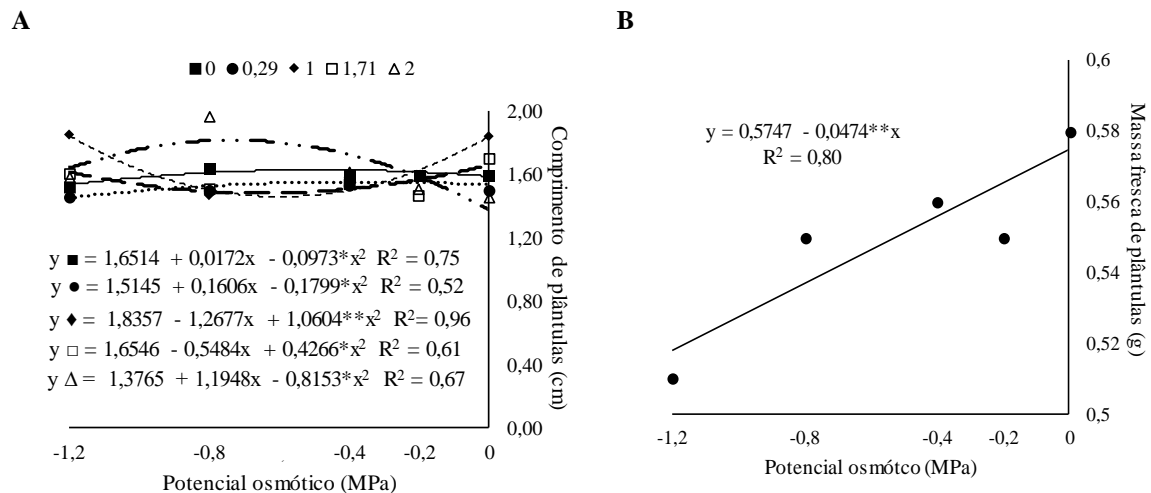 A
■0 ●0,29 ♦1 □1,71 △2
2,00
1,60
1,20
0,80
0,40
0,00
Comprimento de plântulas (cm)
y ■ = 1,6514 + 0,0172x - 0,0973*x² R² = 0,75
y ● = 1,5145 + 0,1606x - 0,1799*x² R² = 0,52
y ♦ = 1,8357 - 1,2677x + 1,0604**x² R²= 0,96
y □ = 1,6546 - 0,5484x + 0,4266*x² R² = 0,61
y Δ = 1,3765 + 1,1948x - 0,8153*x² R² = 0,67
-1,2 -0,8 -0,4 -0,2 0
Potencial osmótico (MPa)
B
0,6
0,58
0,56
0,54
0,52
0,5
Massa fresca de plântulas (g)
y = 0,5747 - 0,0474**x
R² = 0,80
-1,2 -0,8 -0,4 -0,2 0
Potencial osmótco (MPa)